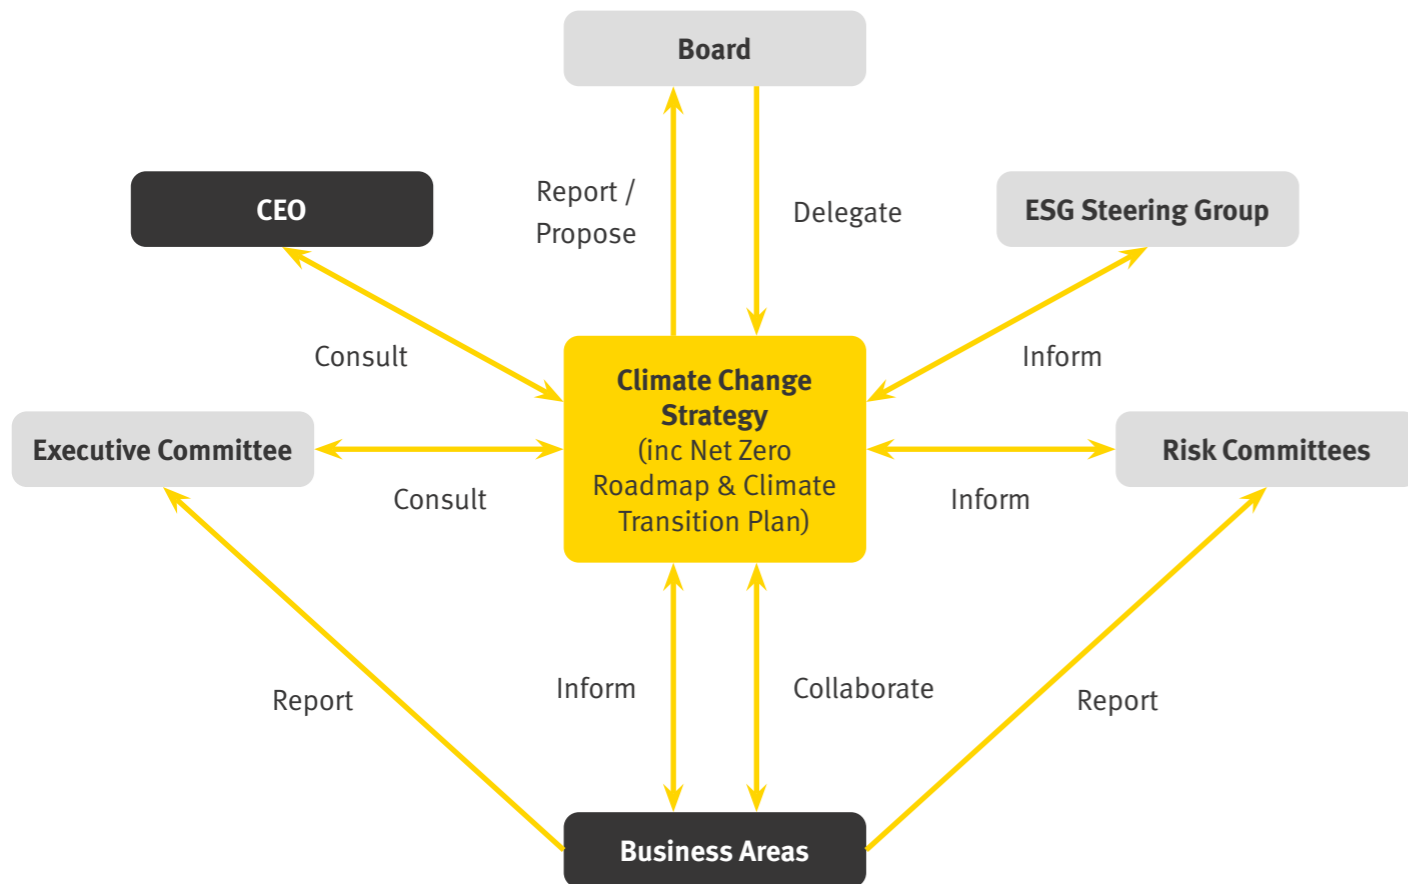 Board
CEO
Report /
Propose
Delegate
ESG Steering Group
Consult
Inform
Climate Change
Strategy
(inc Net Zero
Roadmap & Climate
Transition Plan)
Executive Committee
Risk Committees
Consult
Inform
Report
Inform
Collaborate
Report
Business Areas